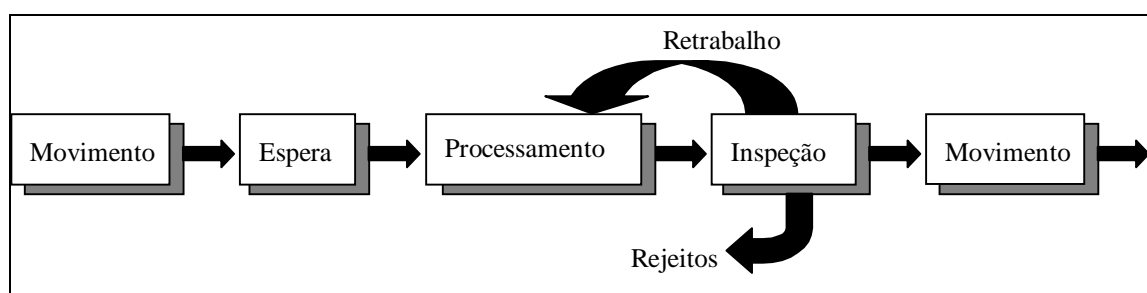 Retrabalho
Movimento
Espera
Processamento
Inspeção
Movimento
Rejeitos